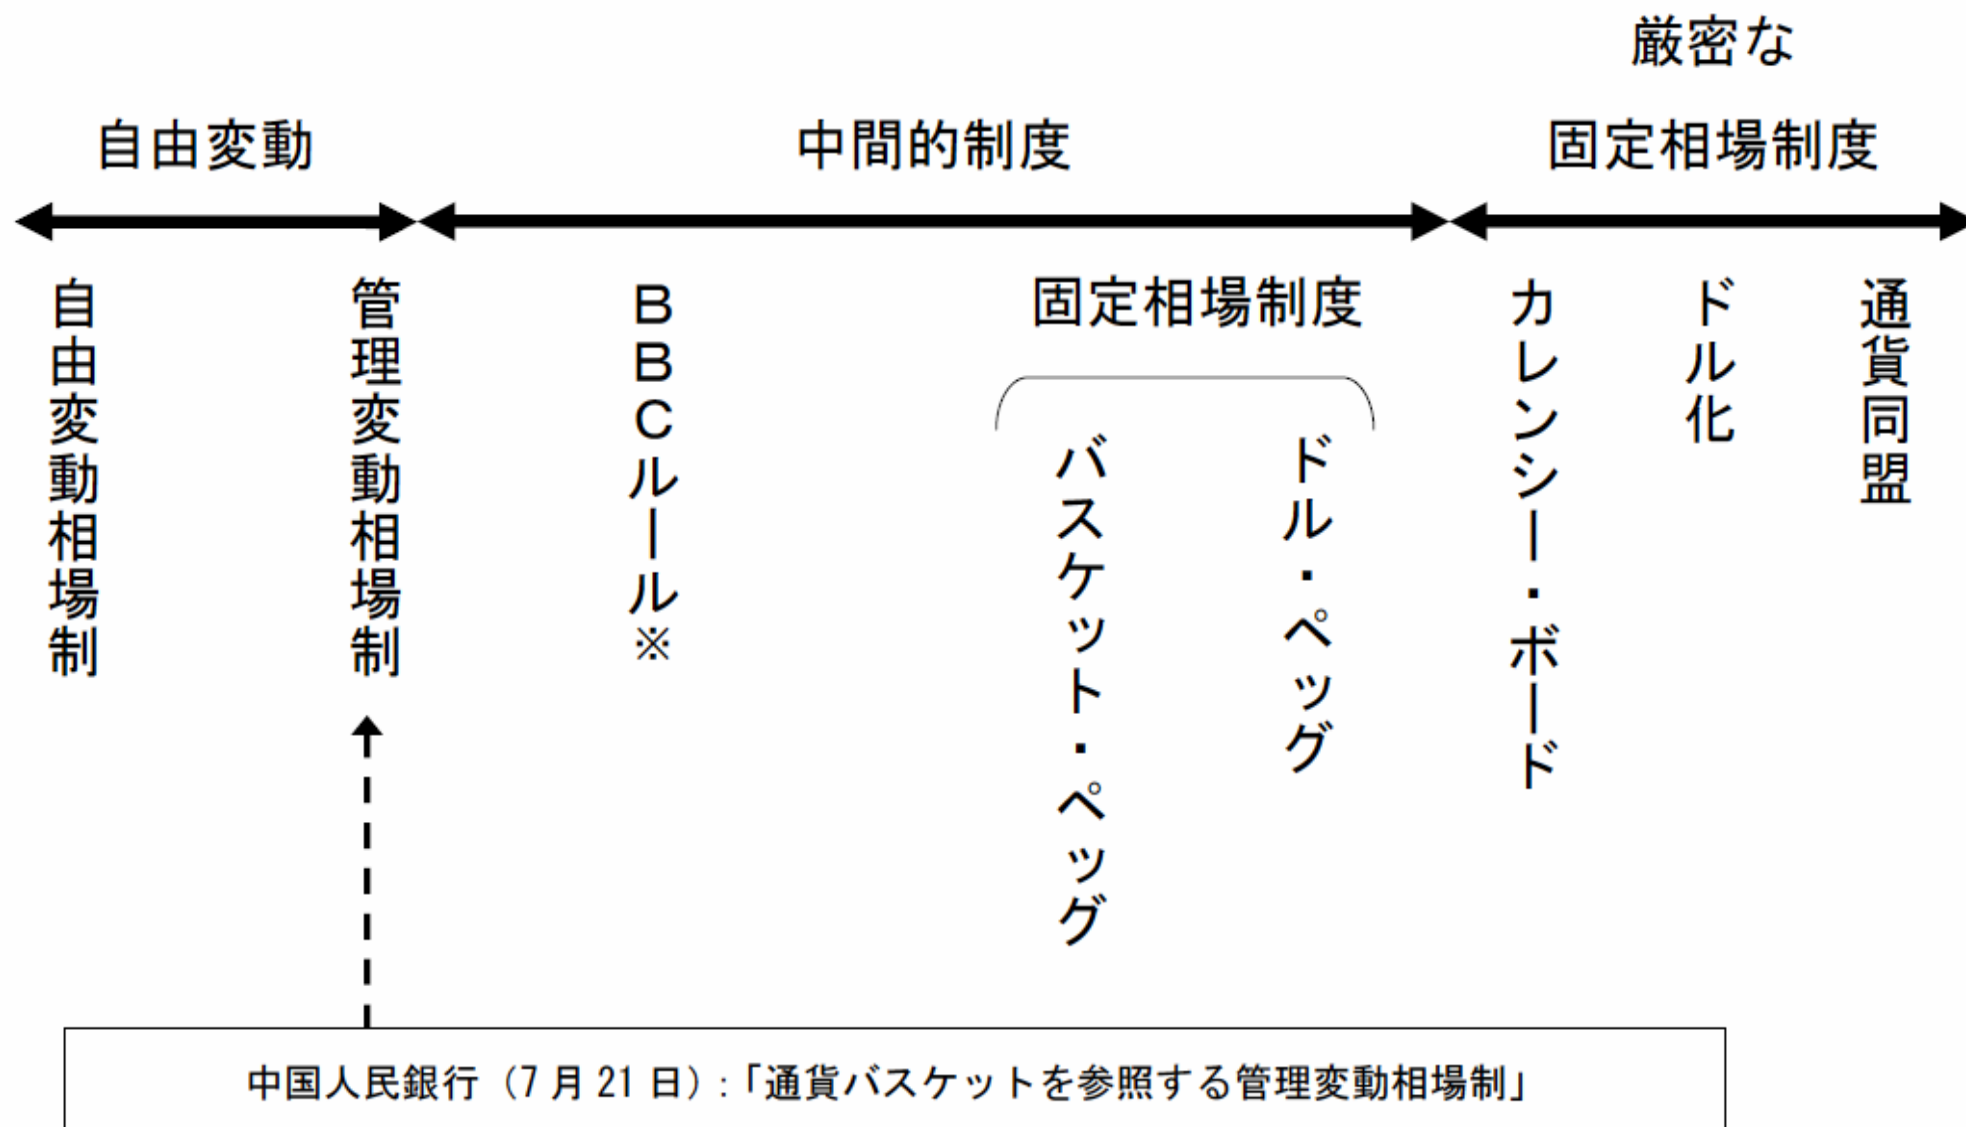 厳密な
自由変動
中間的制度
固定相場制度
自由変動相場制
管理変動相場制
BBCルール※
固定相場制度
バスケット・ペッグ
ドル・ペッグ
カレンシー・ボード
ドル化
通貨同盟
中国人民銀行（7月21日）：「通貨バスケットを参照する管理変動相場制」